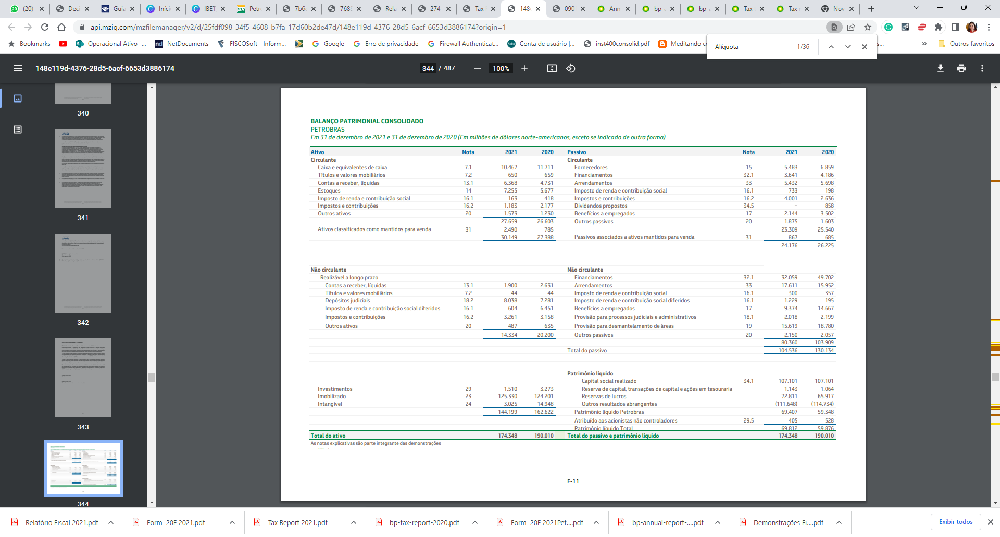 (20)
Deci
Guia
Iníci
IBET
Petr
7b6
768
Rela
274
Tax
148
090
Ann
bp-
bp-
Tax
Tax
Nov
api.mziq.com/mzfilemanager/v2/d/25fdf098-34f5-4608-b7fa-17d60b2de47d/148e119d-4376-28d5-6acf-6653d3886174?origin=1
Bookmarks
Operacional Ativo -...
NetDocuments
FISCOSoft - Inform...
Google
Erro de privacidade
Firewall Authenticat...
Conta de usuário |...
inst400consolid.pdf
Meditando c
s...
» Outros favoritos
Alíquota 1/36
148e119d-4376-28d5-6acf-6653d3886174
344 / 487
100%
340
341
342
343
344
BALANÇO PATRIMONIAL CONSOLIDADO
PETROBRAS
Em 31 de dezembro de 2021 e 31 de dezembro de 2020 (Em milhões de dólares norte-americanos, exceto se indicado de outra forma)
Ativo Nota 2021 2020 Passivo Nota 2021 2020
Circulante Circulante
Caixa e equivalentes de caixa 7.1 10.467 11.711 Fornecedores 15 5.483 6.859
Títulos e valores mobiliários 7.2 650 659 Financiamentos 32.1 3.641 4.186
Contas a receber, líquidas 13.1 6.368 4.731 Arrendamentos 33 5.432 5.698
Estoques 14 7.255 5.677 Imposto de renda e contribuição social 16.1 733 198
Imposto de renda e contribuição social 16.1 163 418 Impostos e contribuições 16.2 4.001 2.636
Impostos e contribuições 16.2 1.183 2.177 Dividendos propostos 34.5 - 858
Outros ativos 20 1.573 1.230 Benefícios a empregados 17 2.144 3.502
27.659 26.603 Outros passivos 20 1.875 1.603
Ativos classificados como mantidos para venda 31 2.490 785 23.309 25.540
30.149 27.388 Passivos associados a ativos mantidos para venda 31 867 685
24.176 26.225
Não circulante Não circulante
Realizável a longo prazo Financiamentos 32.1 32.059 49.702
Contas a receber, líquidas 13.1 1.900 2.631 Arrendamentos 33 17.611 15.952
Títulos e valores mobiliários 7.2 44 44 Imposto de renda e contribuição social 16.1 300 357
Depósitos judiciais 18.2 8.038 7.281 Imposto de renda e contribuição social diferidos 16.1 1.229 195
Imposto de renda e contribuição social diferidos 16.1 604 6.451 Benefícios a empregados 17 9.374 14.667
Impostos e contribuições 16.2 3.261 3.158 Provisão para processos judiciais e administrativos 18.1 2.018 2.199
Outros ativos 20 487 635 Provisão para desmantelamento de áreas 19 15.619 18.780
14.334 20.200 Outros passivos 20 2.150 2.057
80.360 103.909
Total do passivo 104.536 130.134
Patrimônio líquido
Capital social realizado 34.1 107.101 107.101
Investimentos 29 1.510 3.273 Reserva de capital, transações de capital e ações em tesouraria 1.143 1.064
Imobilizado 23 125.330 124.201 Reservas de lucros 72.811 65.917
Intangível 24 3.025 14.948 Outros resultados abrangentes (111.648) (114.734)
144.199 162.622 Patrimônio líquido Petrobras 69.407 59.348
Atribuído aos acionistas não controladores 29.5 405 528
Patrimônio líquido Total 69.812 59.876
Total do ativo 174.348 190.010 Total do passivo e patrimônio líquido 174.348 190.010
As notas explicativas são parte integrante das demonstrações
F-11
Relatório Fiscal 2021.pdf
Form 20F 2021.pdf
Tax Report 2021.pdf
bp-tax-report-2020.pdf
Form 20F 2021Pet....pdf
bp-annual-report-....pdf
Demonstrações Fi....pdf
Exibir todos